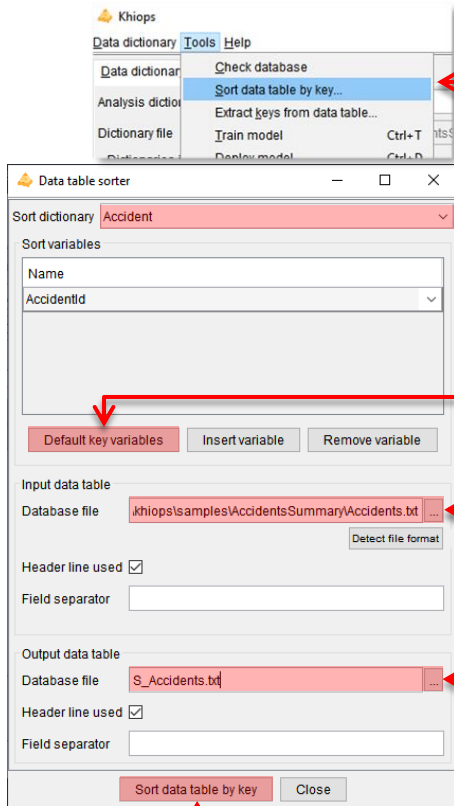 Khiops
Data dictionary Tools Help
Data dictionar
Check database
Sort data table by key...
Analysis dictior
Extract keys from data table...
Dictionary file
Train model Ctrl+T
Deploy model Ctrl+D
Data table sorter
Sort dictionary Accident
Sort variables
Name
AccidentId
Default key variables Insert variable Remove variable
Input data table
Database file .khiops\samples\AccidentsSummary\Accidents.txt ...
Detect file format
Header line used
Field separator
Output data table
Database file S_Accidents.txt ...
Header line used
Field separator
Sort data table by key Close